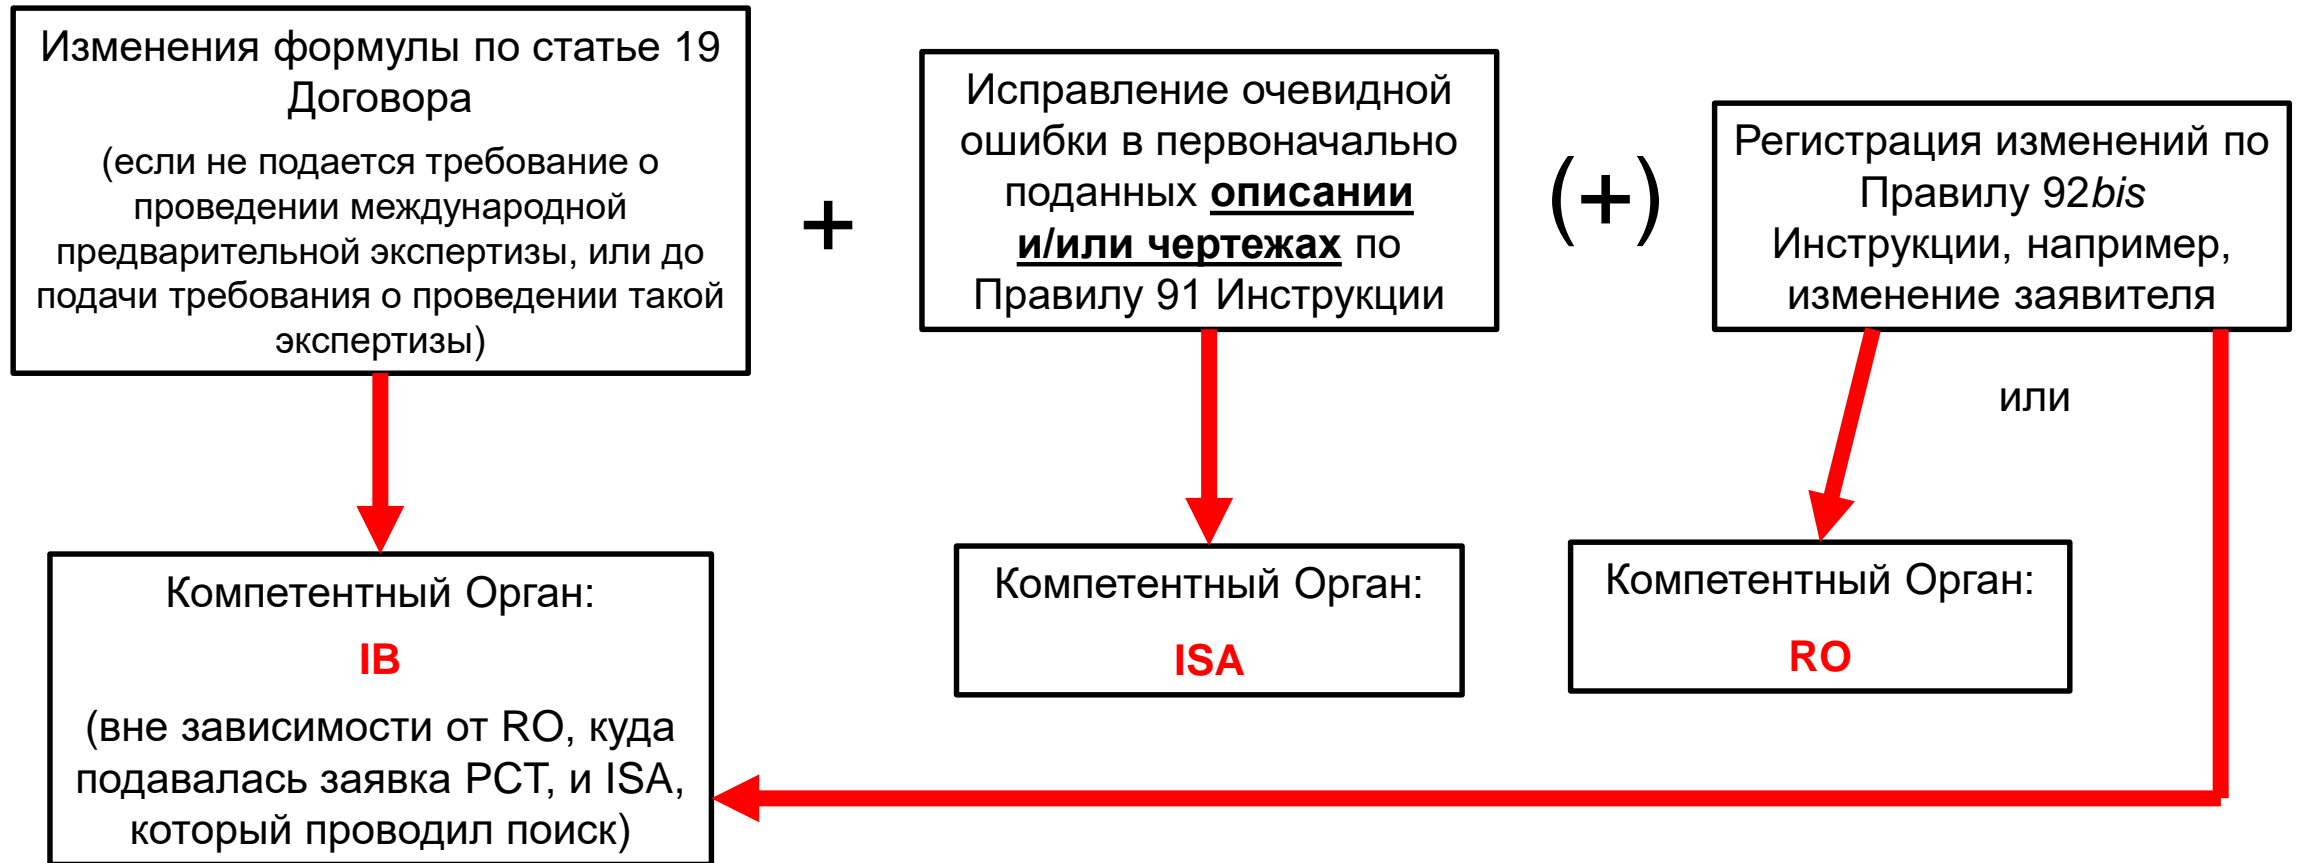 Изменения формулы по статье 19
Договора
(если не подается требование о
проведении международной
предварительной экспертизы, или до
подачи требования о проведении такой
экспертизы)
+
Исправление очевидной
ошибки в первоначально
поданных описании
и/или чертежах по
Правилу 91 Инструкции
(+)
Регистрация изменений по
Правилу 92bis
Инструкции, например,
изменение заявителя
или
Компетентный Орган:
IB
(вне зависимости от RO, куда
подавалась заявка PCT, и ISA,
который проводил поиск)
Компетентный Орган:
ISA
Компетентный Орган:
RO